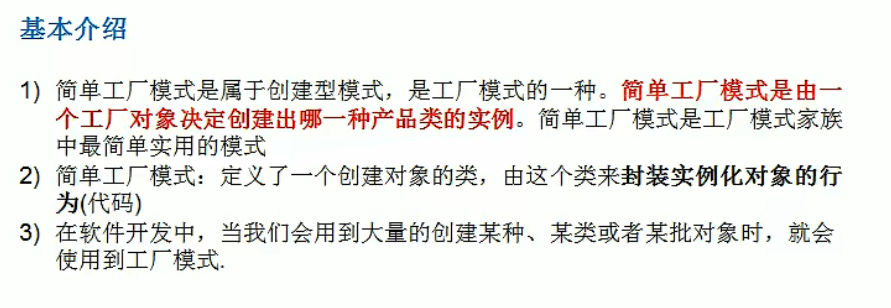 基本介绍
1) 简单工厂模式是属于创建型模式，是工厂模式的一种。简单工厂模式是由一
个工厂对象决定创建出哪一种产品类的实例。简单工厂模式是工厂模式家族
中最简单实用的模式
2) 简单工厂模式：定义了一个创建对象的类，由这个类来封装实例化对象的行
为(代码)
3) 在软件开发中，当我们会用到大量的创建某种、某类或者某批对象时，就会
使用到工厂模式.